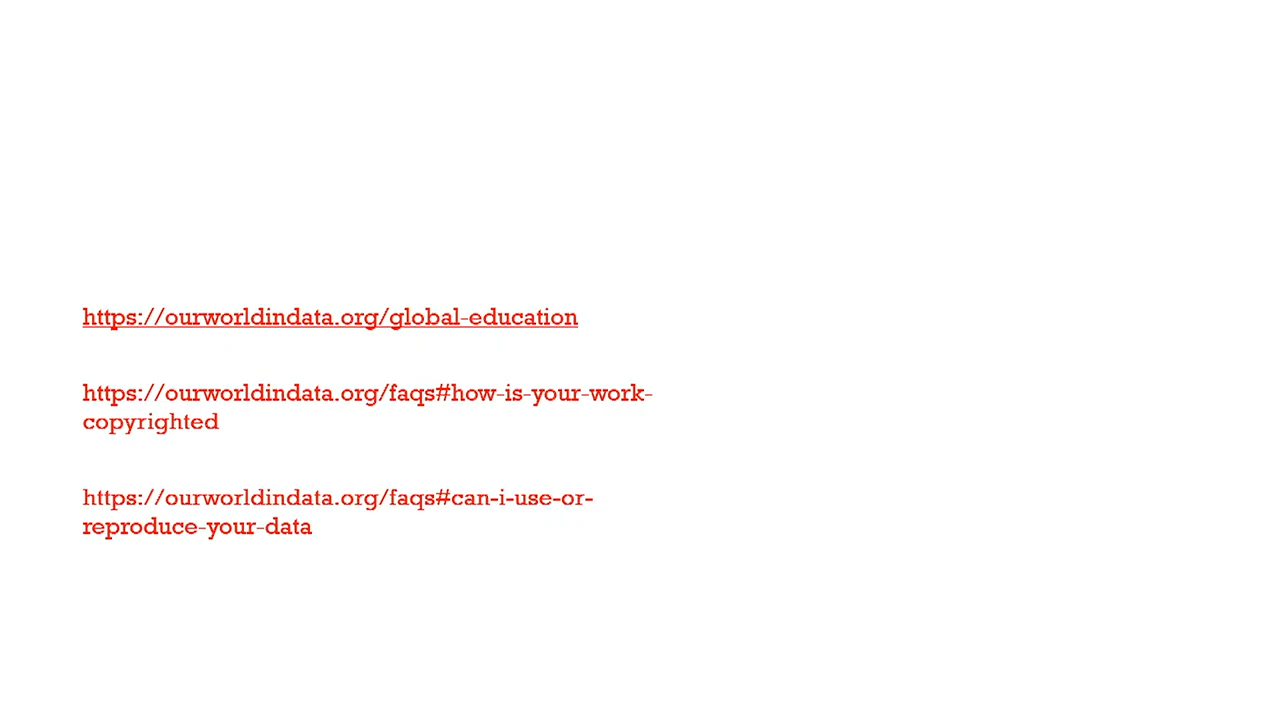 https://ourworldindata.org/global-education
https://ourworldindata.org/faqs#how-is-your-work-
copyrighted
https://ourworldindata.org/faqs#can-i-use-or-
reproduce-your-data